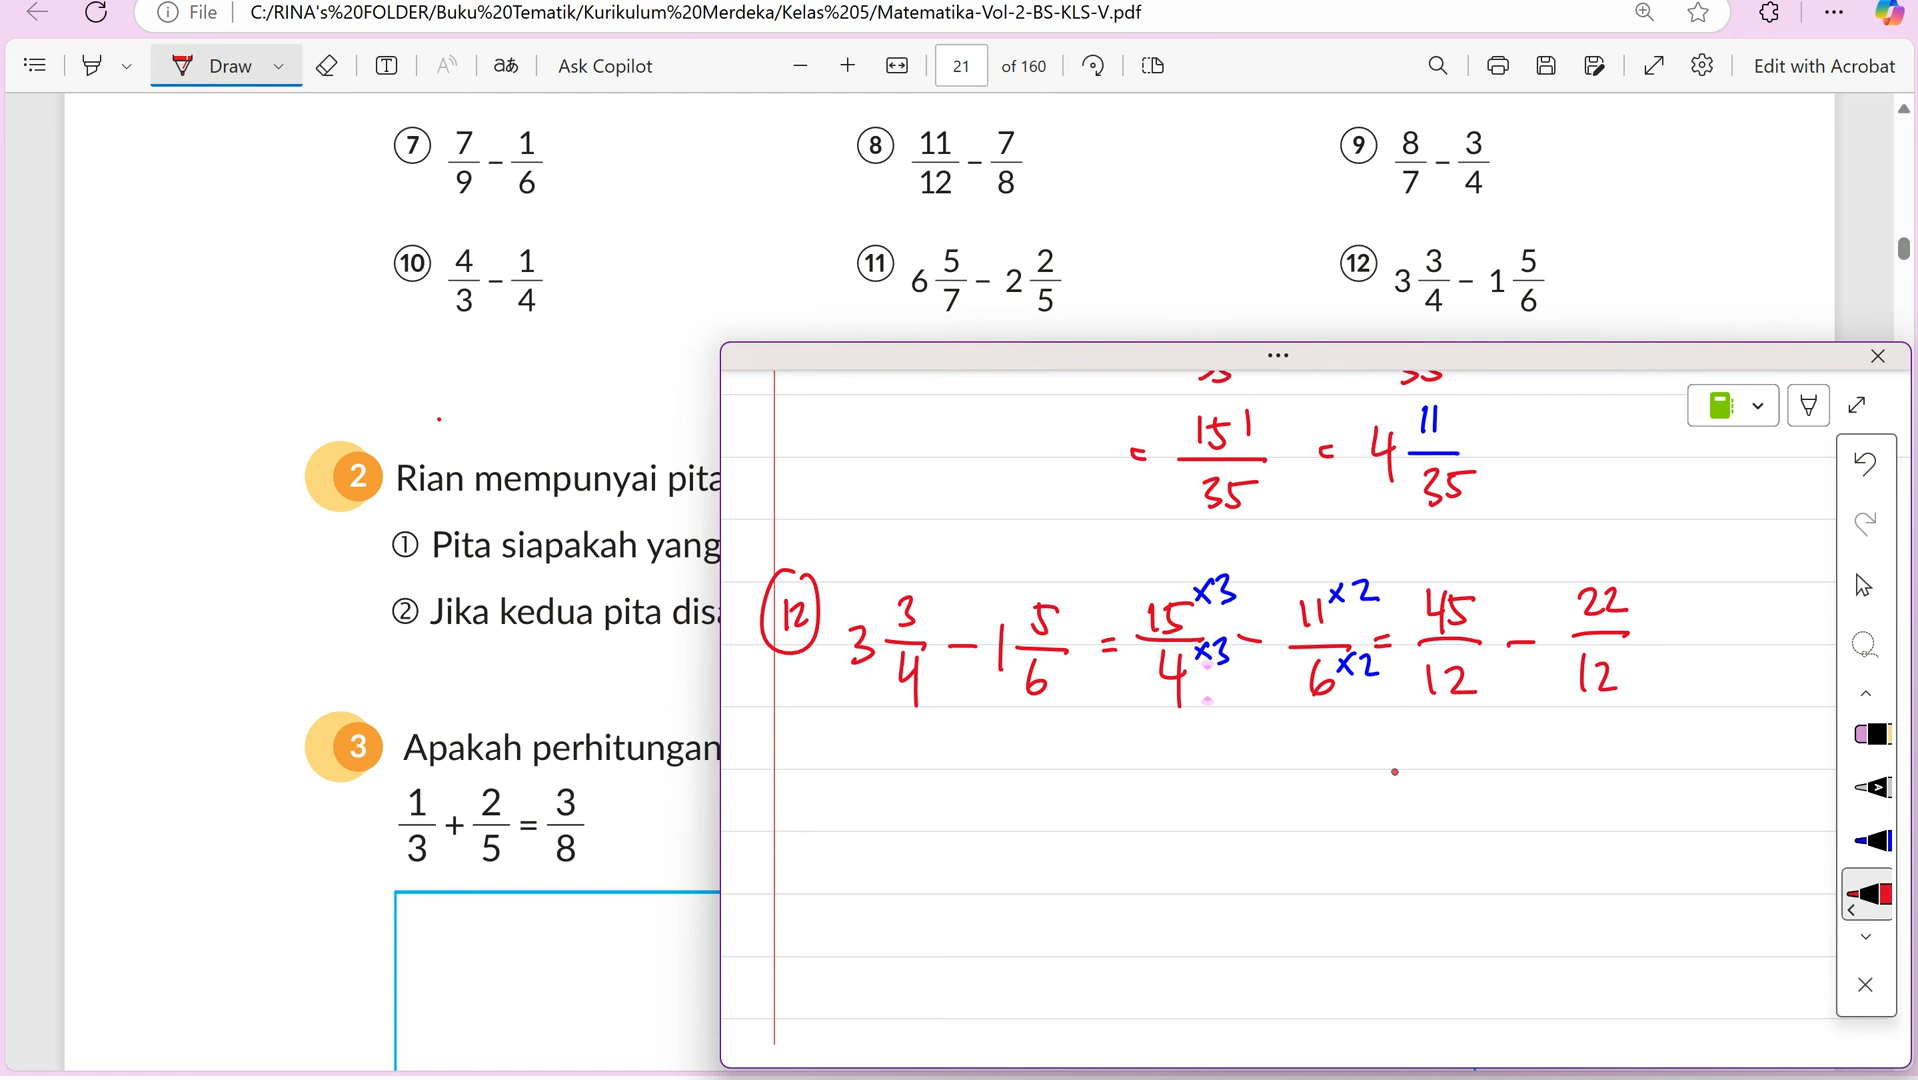 File C:/RINA's%20FOLDER/Buku%20Tematik/Kurikulum%20Merdeka/Kelas%205/Matematika-Vol-2-BS-KLS-V.pdf
Draw T aあ Ask Copilot 21 of 160 Edit with Acrobat
7 7/9 – 1/6 8 11/12 – 7/8 9 8/7 – 3/4
10 4/3 – 1/4 11 6 5/7 – 2 2/5 12 3 3/4 – 1 5/6
2 Rian mempunyai pita
① Pita siapakah yang
② Jika kedua pita disa
3 Apakah perhitungan
1/3 + 2/5 = 3/8
35 35
= 151/35 = 4 11/35
12 3 3/4 – 1 5/6 = 15/4 ×3 ×3 – 11/6 ×2 ×2 = 45/12 – 22/12